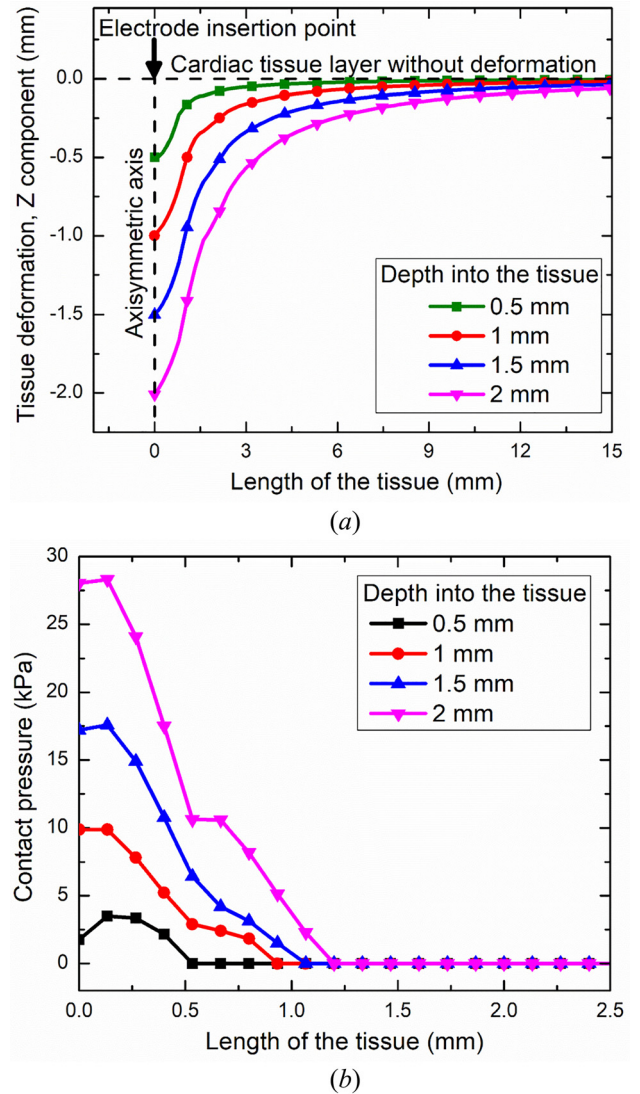 Electrode insertion point
Cardiac tissue layer without deformation
Axisymmetric axis
Tissue deformation, Z component (mm)
0.0
-0.5
-1.0
-1.5
-2.0
Depth into the tissue
0.5 mm
1 mm
1.5 mm
2 mm
0 3 6 9 12 15
Length of the tissue (mm)
(a)
Contact pressure (kPa)
30
25
20
15
10
5
0
Depth into the tissue
0.5 mm
1 mm
1.5 mm
2 mm
0.0 0.5 1.0 1.5 2.0 2.5
Length of the tissue (mm)
(b)